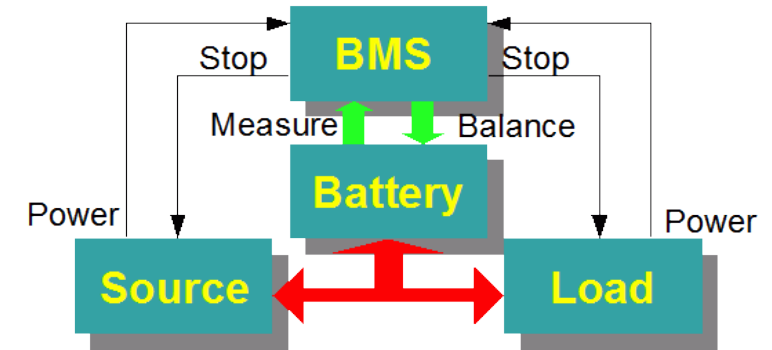 BMS
Stop
Stop
Measure
Balance
Battery
Power
Power
Source
Load